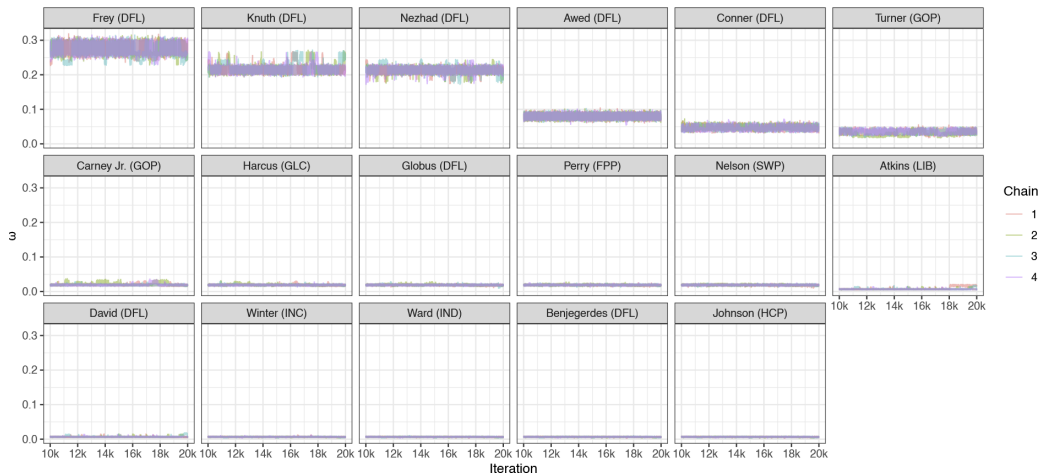 Frey (DFL) Knuth (DFL) Nezhad (DFL) Awed (DFL) Conner (DFL) Turner (GOP)
0.3
0.2
0.1
0.0
Carney Jr. (GOP) Harcus (GLC) Globus (DFL) Perry (FPP) Nelson (SWP) Atkins (LIB)
0.3
0.2
0.1
0.0
10k 12k 14k 16k 18k 20k
David (DFL) Winter (INC) Ward (IND) Benjegerdes (DFL) Johnson (HCP)
0.3
0.2
0.1
0.0
10k 12k 14k 16k 18k 20k 10k 12k 14k 16k 18k 20k 10k 12k 14k 16k 18k 20k 10k 12k 14k 16k 18k 20k 10k 12k 14k 16k 18k 20k
ω
Iteration
Chain
1
2
3
4